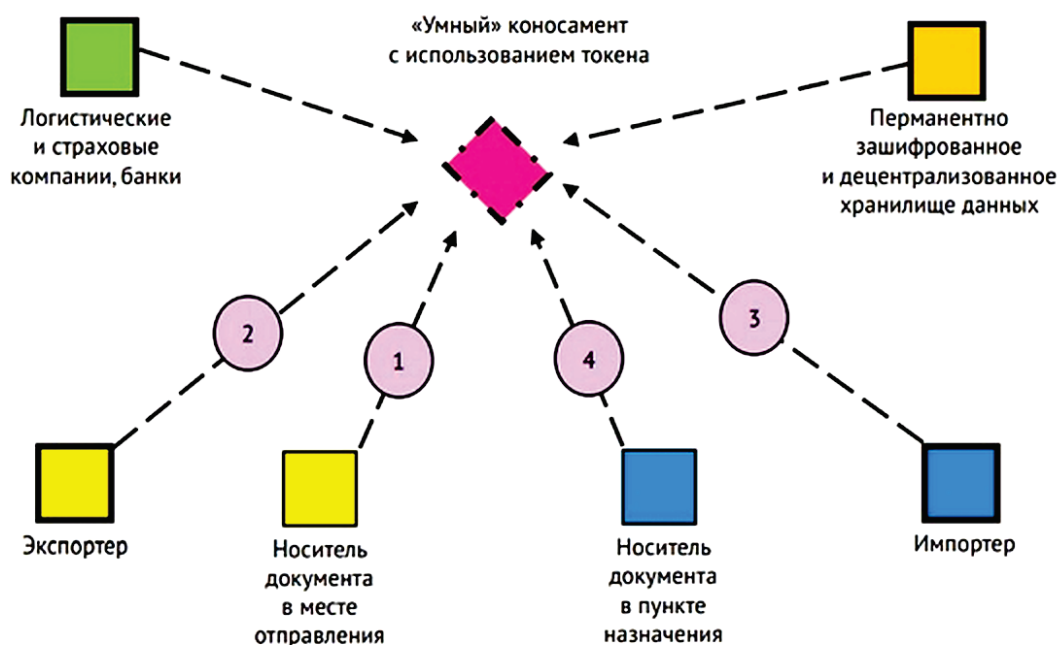 «Умный» коносамент
с использованием токена
Логистические
и страховые
компании, банки
Перманентно
зашифрованное
и децентрализованное
хранилище данных
2
1
4
3
Экспортер
Носитель
документа
в месте
отправления
Носитель
документа
в пункте
назначения
Импортер